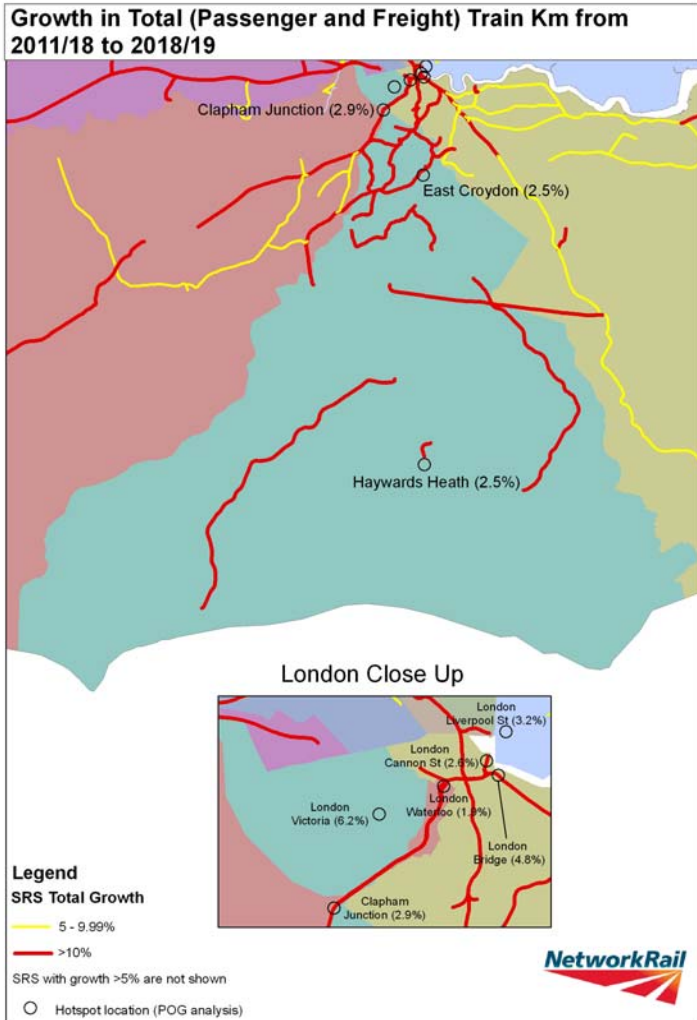 Growth in Total (Passenger and Freight) Train Km from
2011/18 to 2018/19
Clapham Junction (2.9%)
East Croydon (2.5%)
Haywards Heath (2.5%)
London Close Up
London
Liverpool St (3.2%)
London
Cannon St (2.6%)
London
Victoria (6.2%)
London
Waterloo (1.9%)
London
Bridge (4.8%)
Clapham
Junction (2.9%)
Legend
SRS Total Growth
5 - 9.99%
>10%
SRS with growth >5% are not shown
Hotspot location (POG analysis)
NetworkRail